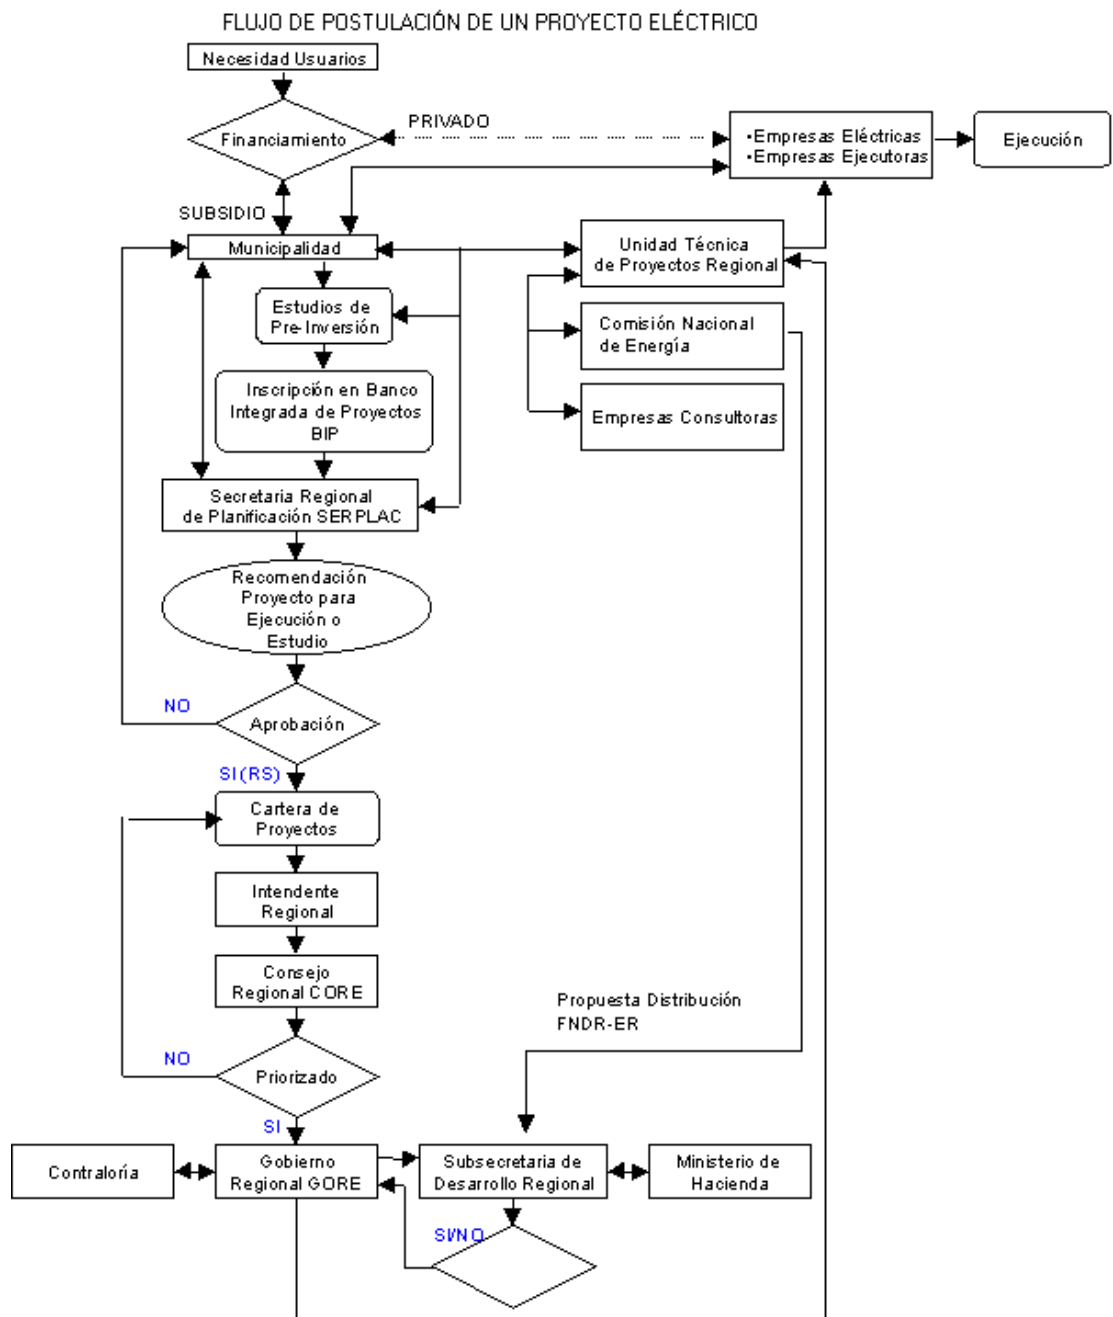 FLUJO DE POSTULACIÓN DE UN PROYECTO ELÉCTRICO
Necesidad Usuarios
Financiamiento
PRIVADO
•Empresas Eléctricas
•Empresas Ejecutoras
Ejecución
SUBSIDIO
Municipalidad
Unidad Técnica
de Proyectos Regional
Estudios de
Pre-Inversión
Comisión Nacional
de Energía
Inscripción en Banco
Integrada de Proyectos
BIP
Empresas Consultoras
Secretaria Regional
de Planificación SERPLAC
Recomendación
Proyecto para
Ejecución o
Estudio
NO
Aprobación
SI(RS)
Cartera de
Proyectos
Intendente
Regional
Consejo
Regional CORE
Propuesta Distribución
FNDR-ER
NO
Priorizado
SI
Contraloría
Gobierno
Regional GORE
Subsecretaria de
Desarrollo Regional
Ministerio de
Hacienda
SI/NO